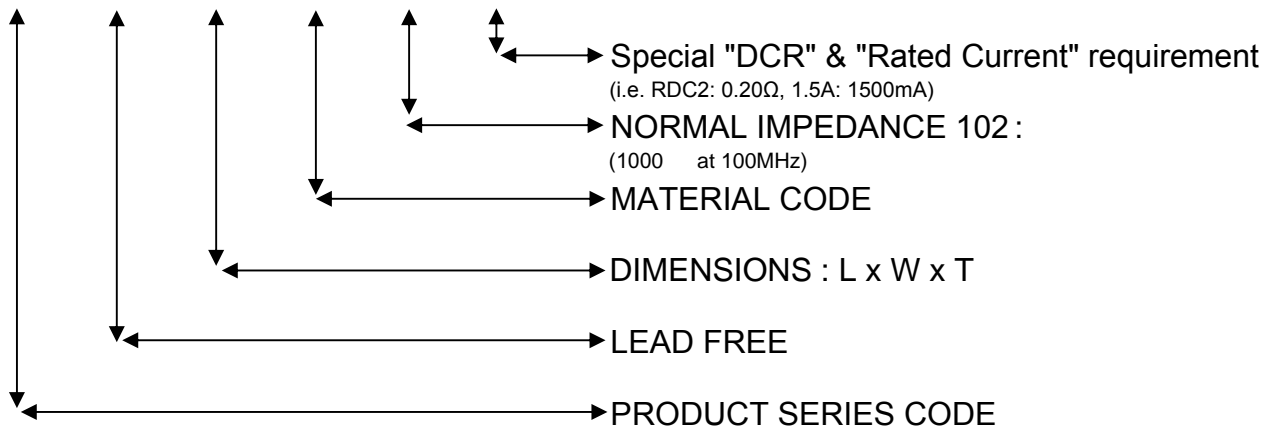 Special "DCR" & "Rated Current" requirement
(i.e. RDC2: 0.20Ω, 1.5A: 1500mA)
NORMAL IMPEDANCE 102 :
(1000 at 100MHz)
MATERIAL CODE
DIMENSIONS : L x W x T
LEAD FREE
PRODUCT SERIES CODE